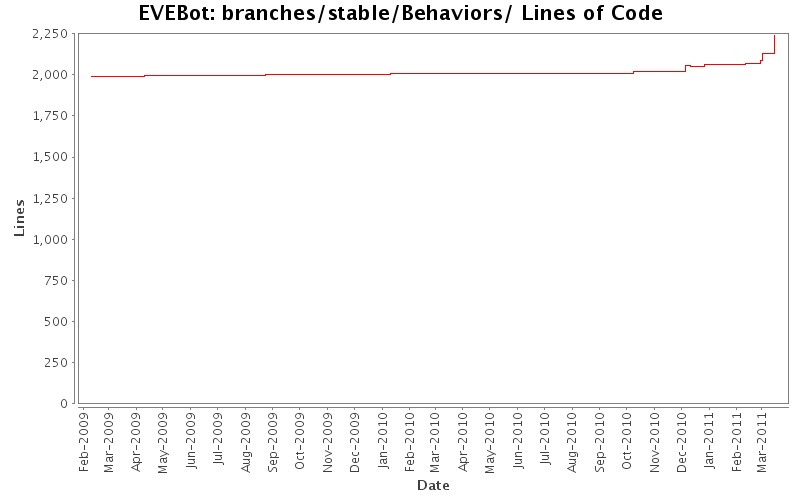 EVEBot: branches/stable/Behaviors/ Lines of Code
2,250
2,000
1,750
1,500
1,250
1,000
750
500
250
0
Lines
Feb-2009
Mar-2009
Apr-2009
May-2009
Jun-2009
Jul-2009
Aug-2009
Sep-2009
Oct-2009
Nov-2009
Dec-2009
Jan-2010
Feb-2010
Mar-2010
Apr-2010
May-2010
Jun-2010
Jul-2010
Aug-2010
Sep-2010
Oct-2010
Nov-2010
Dec-2010
Jan-2011
Feb-2011
Mar-2011
Date